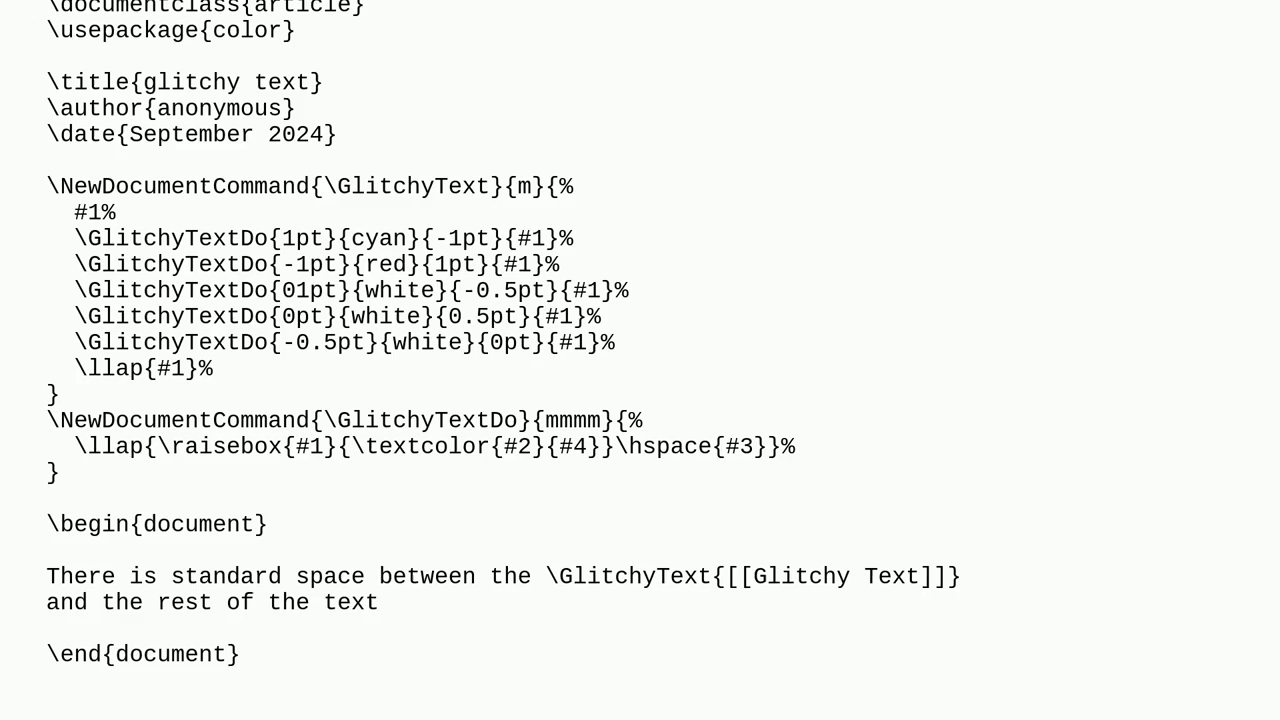 \documentclass{article}
\usepackage{color}

\title{glitchy text}
\author{anonymous}
\date{September 2024}

\NewDocumentCommand{\GlitchyText}{m}{%
  #1%
  \GlitchyTextDo{1pt}{cyan}{-1pt}{#1}%
  \GlitchyTextDo{-1pt}{red}{1pt}{#1}%
  \GlitchyTextDo{01pt}{white}{-0.5pt}{#1}%
  \GlitchyTextDo{0pt}{white}{0.5pt}{#1}%
  \GlitchyTextDo{-0.5pt}{white}{0pt}{#1}%
  \llap{#1}%
}
\NewDocumentCommand{\GlitchyTextDo}{mmmm}{%
  \llap{\raisebox{#1}{\textcolor{#2}{#4}}\hspace{#3}}%
}

\begin{document}

There is standard space between the \GlitchyText{[[Glitchy Text]]}
and the rest of the text

\end{document}